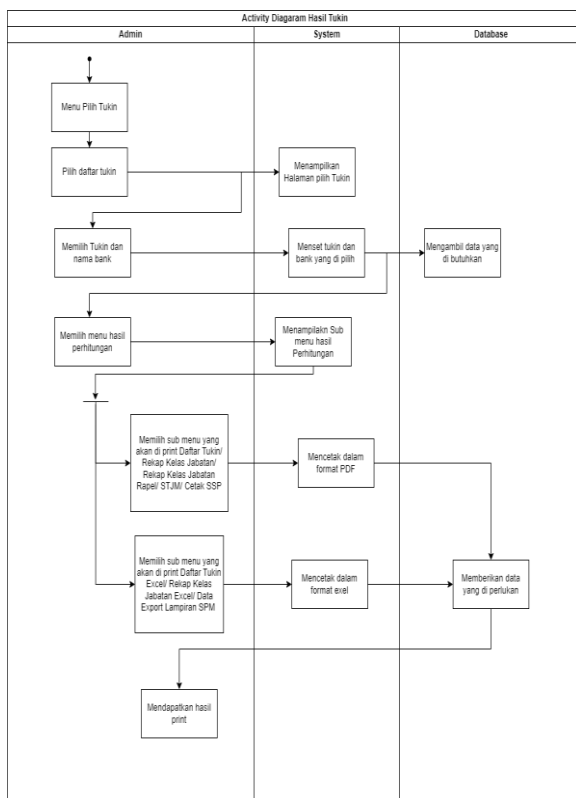 Activity Diagaram Hasil Tukin
Admin
System
Database
Menu Pilih Tukin
Pilih daftar tukin
Menampilkan
Halaman pilih Tukin
Memilih Tukin dan
nama bank
Menset tukin dan
bank yang di pilih
Mengambil data yang
di butuhkan
Memilih menu hasil
perhitungan
Menampilakn Sub
menu hasil
Perhitungan
Memilih sub menu yang
akan di print Daftar Tukin/
Rekap Kelas Jabatan/
Rekap Kelas Jabatan
Rapel/ STJM/ Cetak SSP
Mencetak dalam
format PDF
Memilih sub menu yang
akan di print Daftar Tukin
Excel/ Rekap Kelas
Jabatan Excel/ Data
Export Lampiran SPM
Mencetak dalam
format exel
Memberikan data
yang di perlukan
Mendapatkan hasil
print